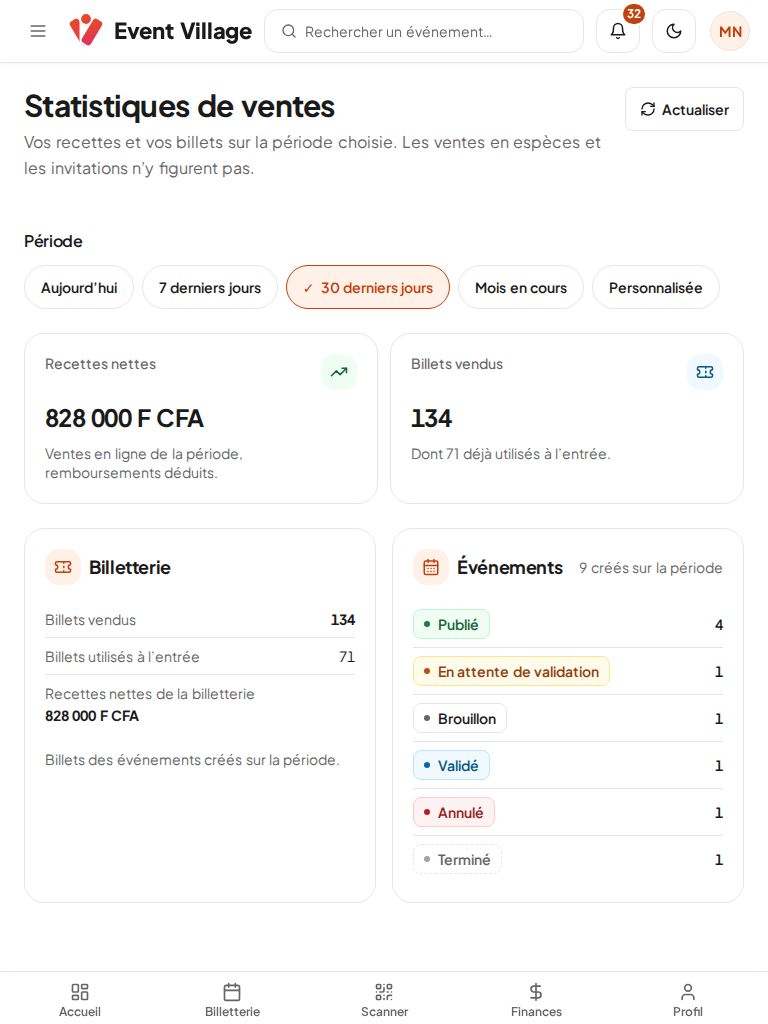 Event Village
Rechercher un événement…
32
MN
Statistiques de ventes
Actualiser
Vos recettes et vos billets sur la période choisie. Les ventes en espèces et
les invitations n’y figurent pas.
Période
Aujourd’hui
7 derniers jours
✓ 30 derniers jours
Mois en cours
Personnalisée
Recettes nettes
828 000 F CFA
Ventes en ligne de la période,
remboursements déduits.
Billets vendus
134
Dont 71 déjà utilisés à l’entrée.
Billetterie
Billets vendus 134
Billets utilisés à l’entrée 71
Recettes nettes de la billetterie
828 000 F CFA
Billets des événements créés sur la période.
Événements 9 créés sur la période
Publié 4
En attente de validation 1
Brouillon 1
Validé 1
Annulé 1
Terminé 1
Accueil
Billetterie
Scanner
Finances
Profil